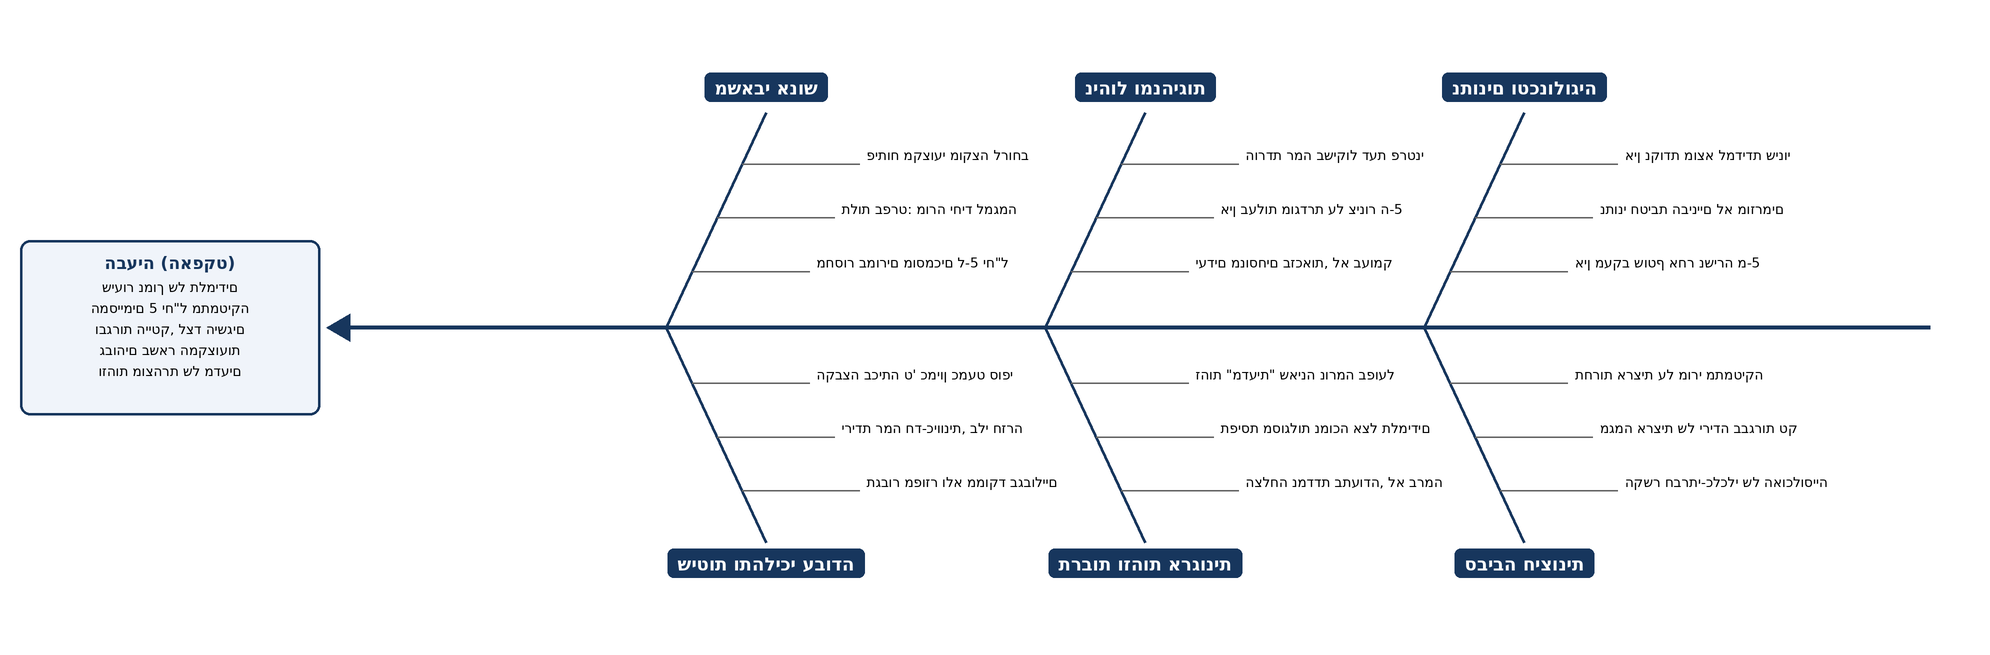 משאבי אנוש
ניהול ומנהיגות
נתונים וטכנולוגיה
פיתוח מקצועי מוקצה לרוחב
הורדת רמה בשיקול דעת פרטני
אין נקודת מוצא למדידת שינוי
תלות בפרט: מורה יחיד למגמה
אין בעלות מוגדרת על צינור ה-5
נתוני חטיבת הביניים לא מוזרמים
מחסור במורים מוסמכים ל-5 יח"ל
יעדים מנוסחים בזכאות, לא בעומק
אין מעקב שוטף אחר נשירה מ-5
הבעיה (האפקט)
שיעור נמוך של תלמידים
המסיימים 5 יח"ל מתמטיקה
ובגרות הייטק, לצד הישגים
גבוהים בשאר המקצועות
וזהות מוצהרת של מדעים
הקבצה בכיתה ט' כמיון כמעט סופי
זהות "מדעית" שאינה נורמה בפועל
תחרות ארצית על מורי מתמטיקה
ירידת רמה חד-כיוונית, בלי חזרה
תפיסת מסוגלות נמוכה אצל תלמידים
מגמה ארצית של ירידה בבגרות טק
תגבור מפוזר ולא ממוקד בגבוליים
הצלחה נמדדת בתעודה, לא ברמה
הקשר חברתי-כלכלי של האוכלוסייה
שיטות ותהליכי עבודה
תרבות וזהות ארגונית
סביבה חיצונית